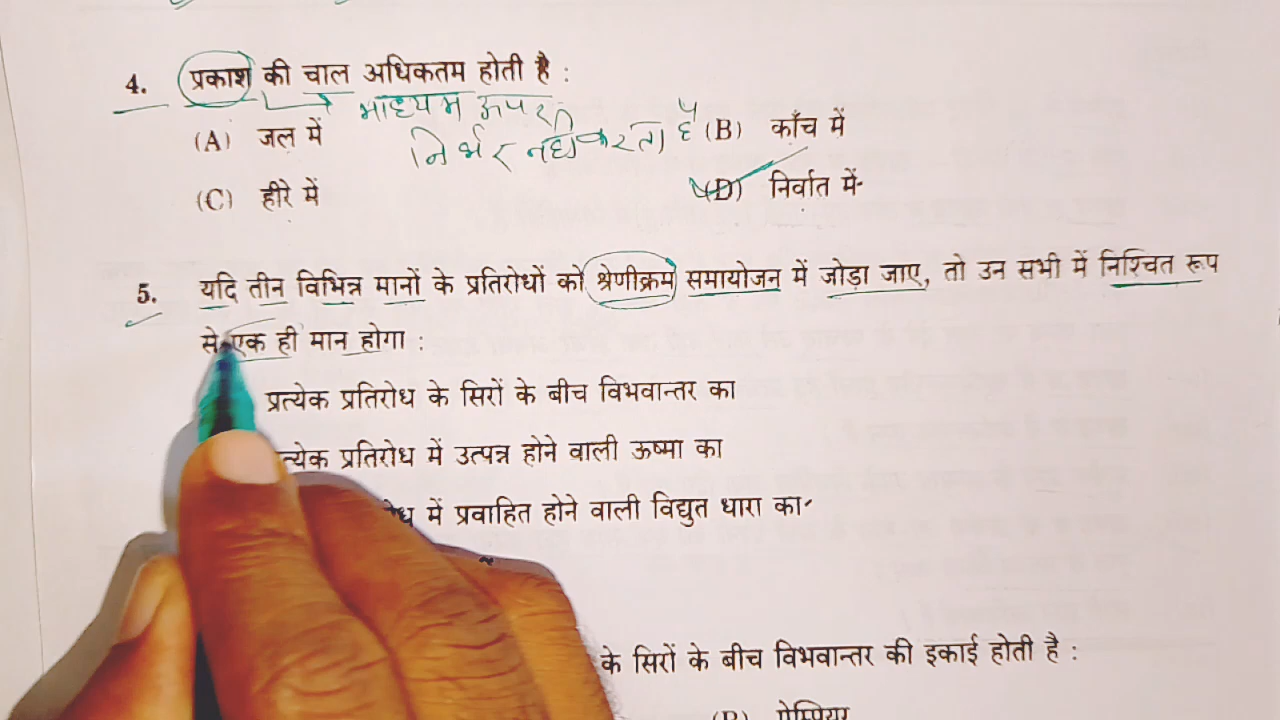 4. प्रकाश की चाल अधिकतम होती है :
माध्यम ऊपर
(A) जल में
निर्भर नहीं करता है
(B) काँच में
(C) हीरे में
(D) निर्वात में
5. यदि तीन विभिन्न मानों के प्रतिरोधों को श्रेणीक्रम समायोजन में जोड़ा जाए, तो उन सभी में निश्चित रूप
से एक ही मान होगा :
प्रत्येक प्रतिरोध के सिरों के बीच विभवान्तर का
त्येक प्रतिरोध में उत्पन्न होने वाली ऊष्मा का
ध में प्रवाहित होने वाली विद्युत धारा का
के सिरों के बीच विभवान्तर की इकाई होती है :